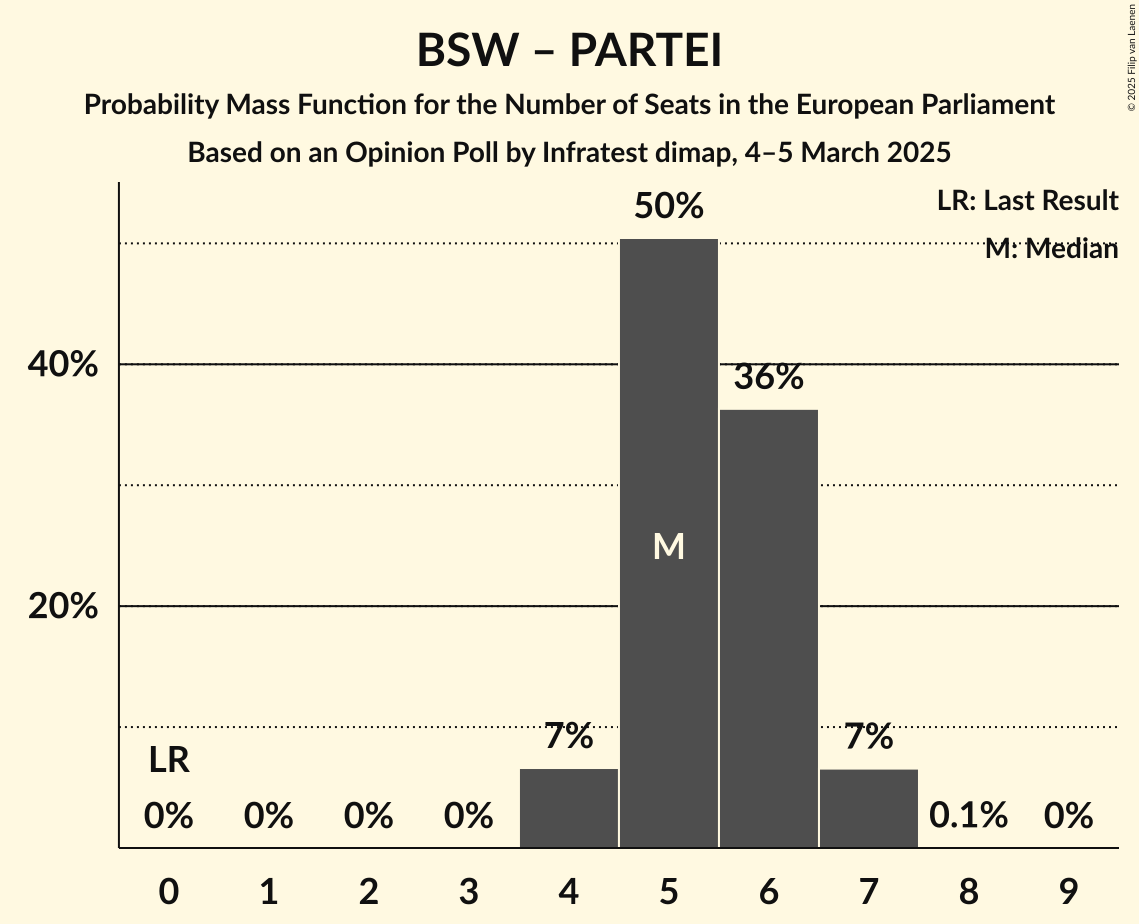 BSW – PARTEI
Probability Mass Function for the Number of Seats in the European Parliament
Based on an Opinion Poll by Infratest dimap, 4–5 March 2025
© 2025 Filip van Laenen
LR: Last Result
M: Median
50%
40%
36%
M
20%
7%
7%
LR
0%
0%
0%
0%
0.1%
0%
0
1
2
3
4
5
6
7
8
9